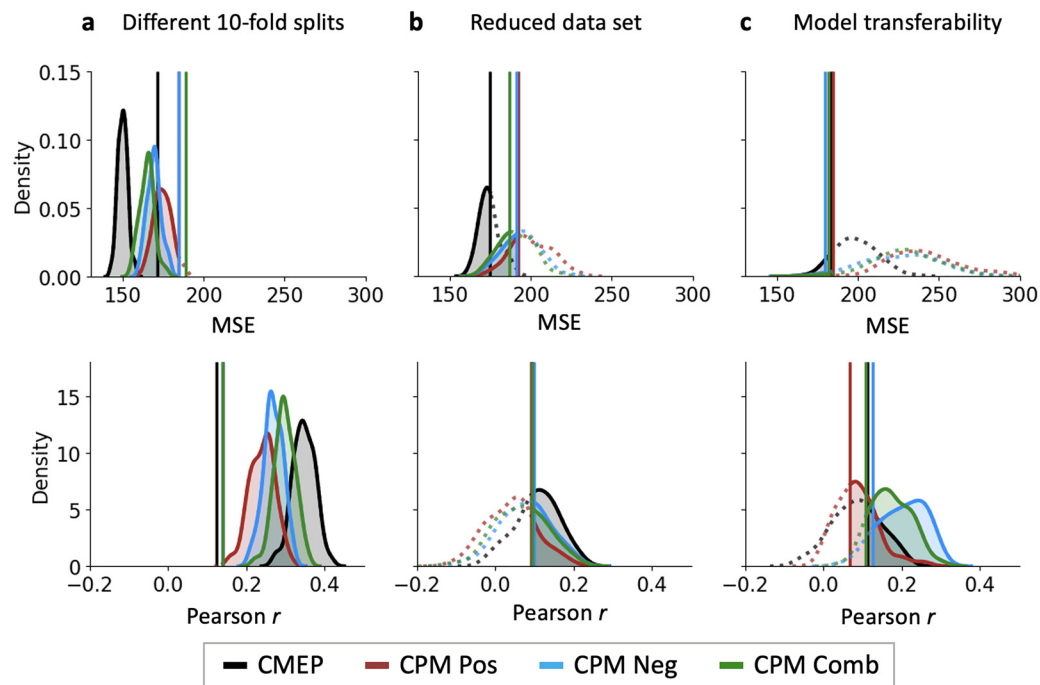 a Different 10-fold splits
b Reduced data set
c Model transferability
0.15
0.10
0.05
0.00
Density
150 200 250 300
MSE
150 200 250 300
MSE
150 200 250 300
MSE
15
10
5
0
Density
−0.2 0.0 0.2 0.4
Pearson r
−0.2 0.0 0.2 0.4
Pearson r
−0.2 0.0 0.2 0.4
Pearson r
CMEP CPM Pos CPM Neg CPM Comb